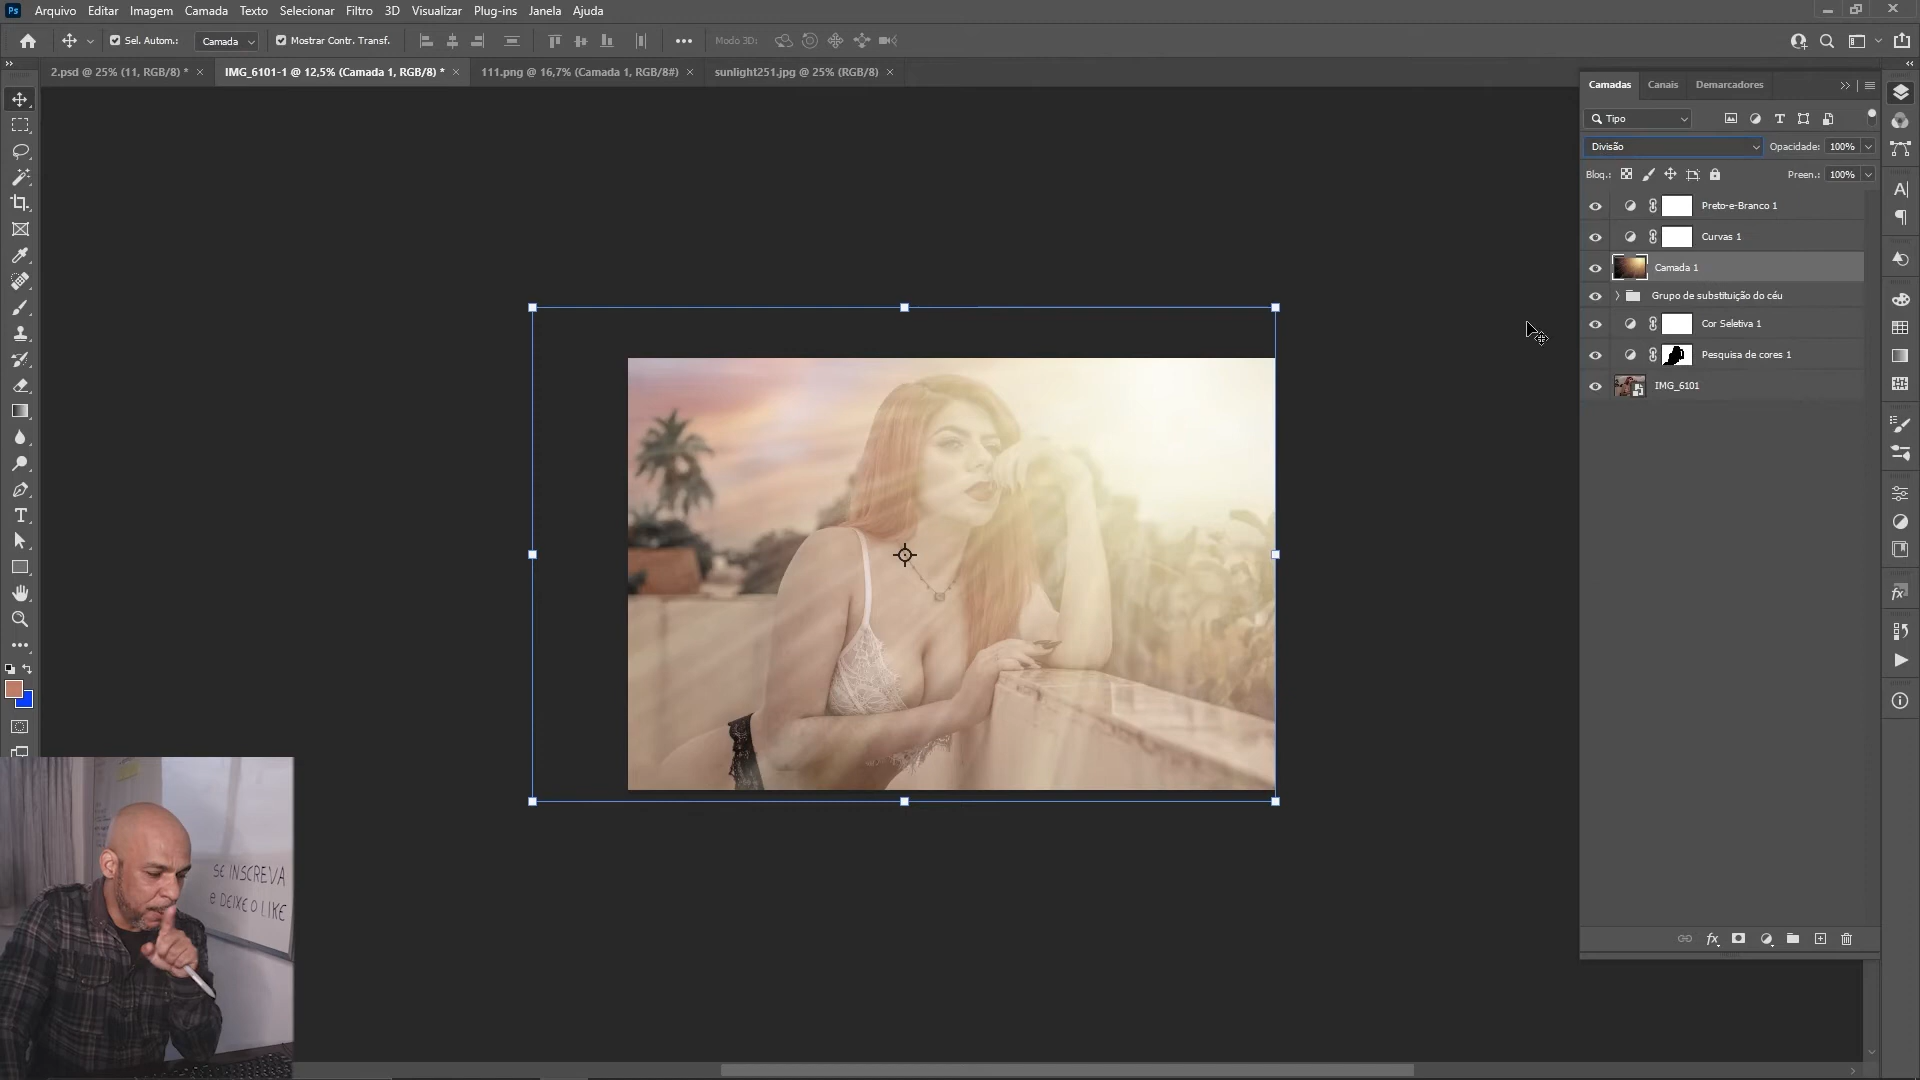 Ps Arquivo Editar Imagem Camada Texto Selecionar Filtro 3D Visualizar Plug-ins Janela Ajuda
Sel. Autom.: Camada Mostrar Contr. Transf. Modo 3D:
2.psd @ 25% (11, RGB/8) * IMG_6101-1 @ 12,5% (Camada 1, RGB/8) * 111.png @ 16,7% (Camada 1, RGB/8#) sunlight251.jpg @ 25% (RGB/8)
Camadas Canais Demarcadores
Tipo
Divisão Opacidade: 100%
Bloq.: Preen.: 100%
Preto-e-Branco 1
Curvas 1
Camada 1
Grupo de substituição do céu
Cor Seletiva 1
Pesquisa de cores 1
IMG_6101
SE INSCREVA
e DEIXE O LIKE
fx